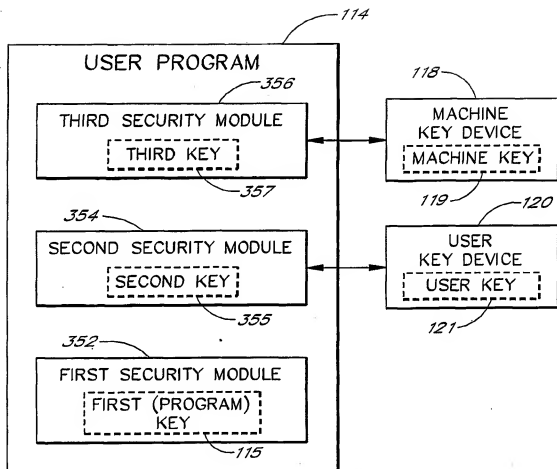 114
USER PROGRAM
356
THIRD SECURITY MODULE
THIRD KEY
357
118
MACHINE
KEY DEVICE
MACHINE KEY
119
354
SECOND SECURITY MODULE
SECOND KEY
355
120
USER
KEY DEVICE
USER KEY
121
352
FIRST SECURITY MODULE
FIRST (PROGRAM)
KEY
115